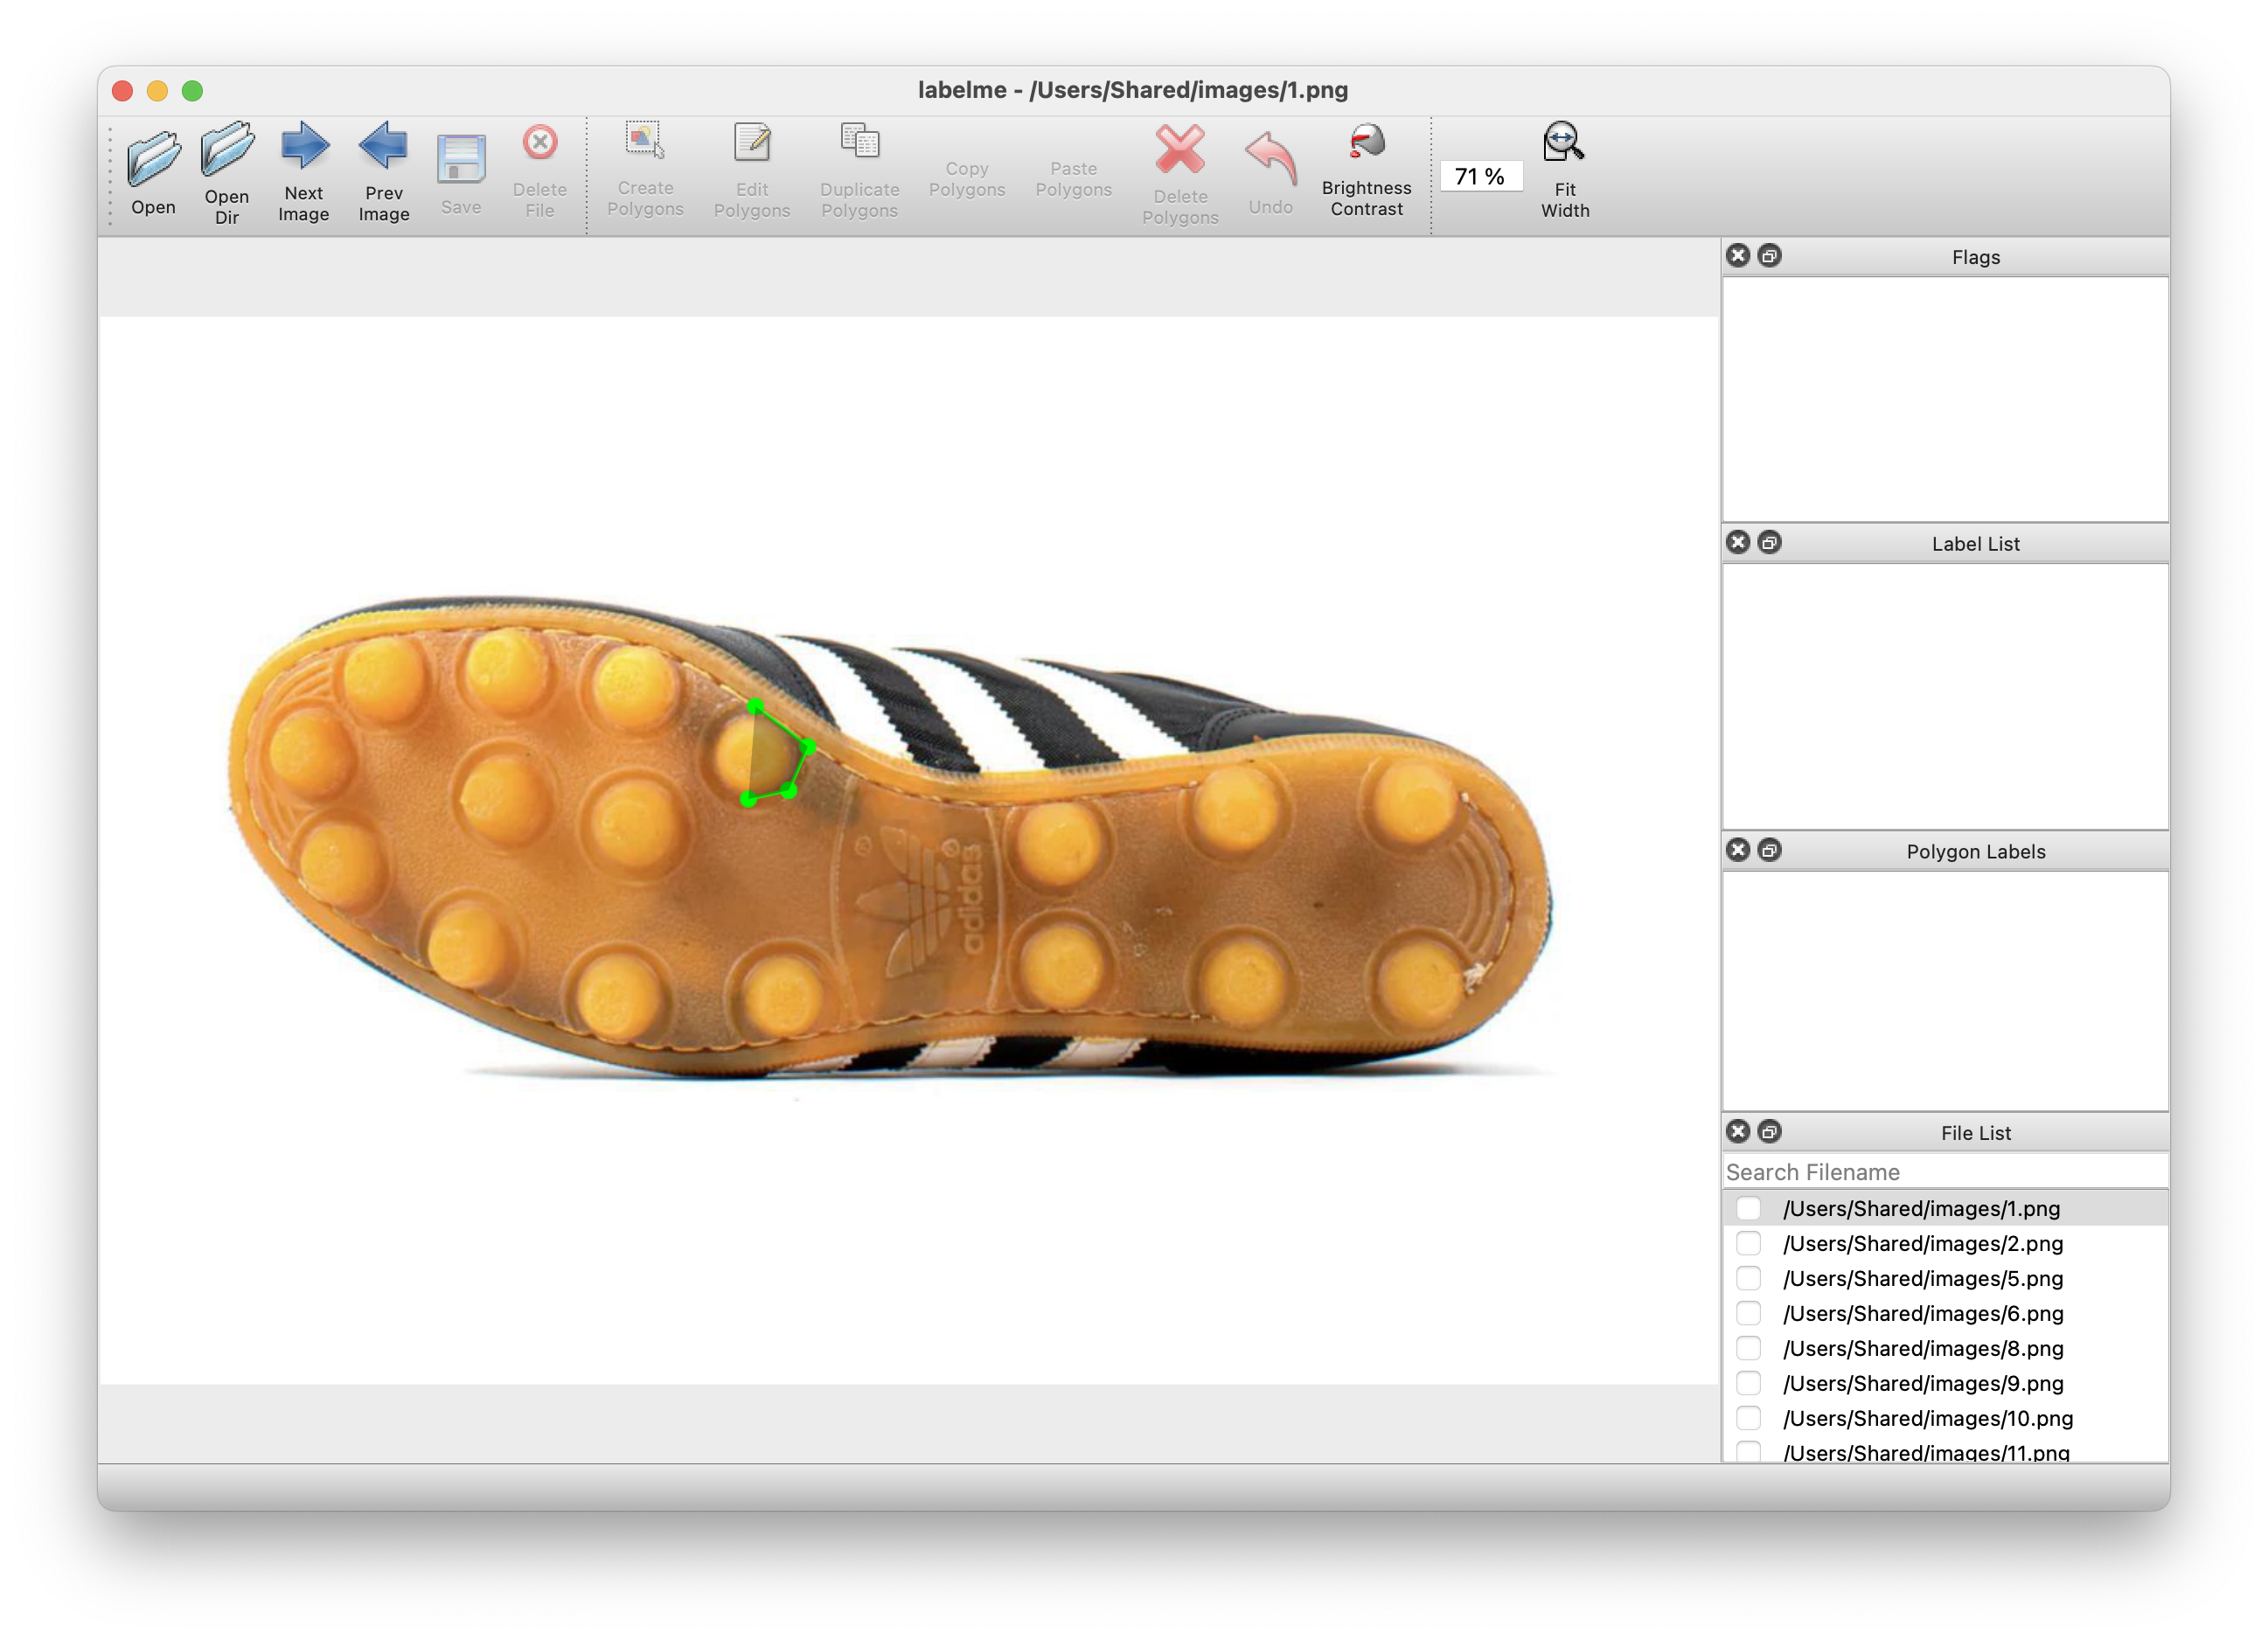 labelme - /Users/Shared/images/1.png
Open
Open
Dir
Next
Image
Prev
Image
Save
Delete
File
Create
Polygons
Edit
Polygons
Duplicate
Polygons
Copy
Polygons
Paste
Polygons
Delete
Polygons
Undo
Brightness
Contrast
71 %
Fit
Width
Flags
Label List
Polygon Labels
File List
Search Filename
/Users/Shared/images/1.png
/Users/Shared/images/2.png
/Users/Shared/images/5.png
/Users/Shared/images/6.png
/Users/Shared/images/8.png
/Users/Shared/images/9.png
/Users/Shared/images/10.png
/Users/Shared/images/11.png
adidas